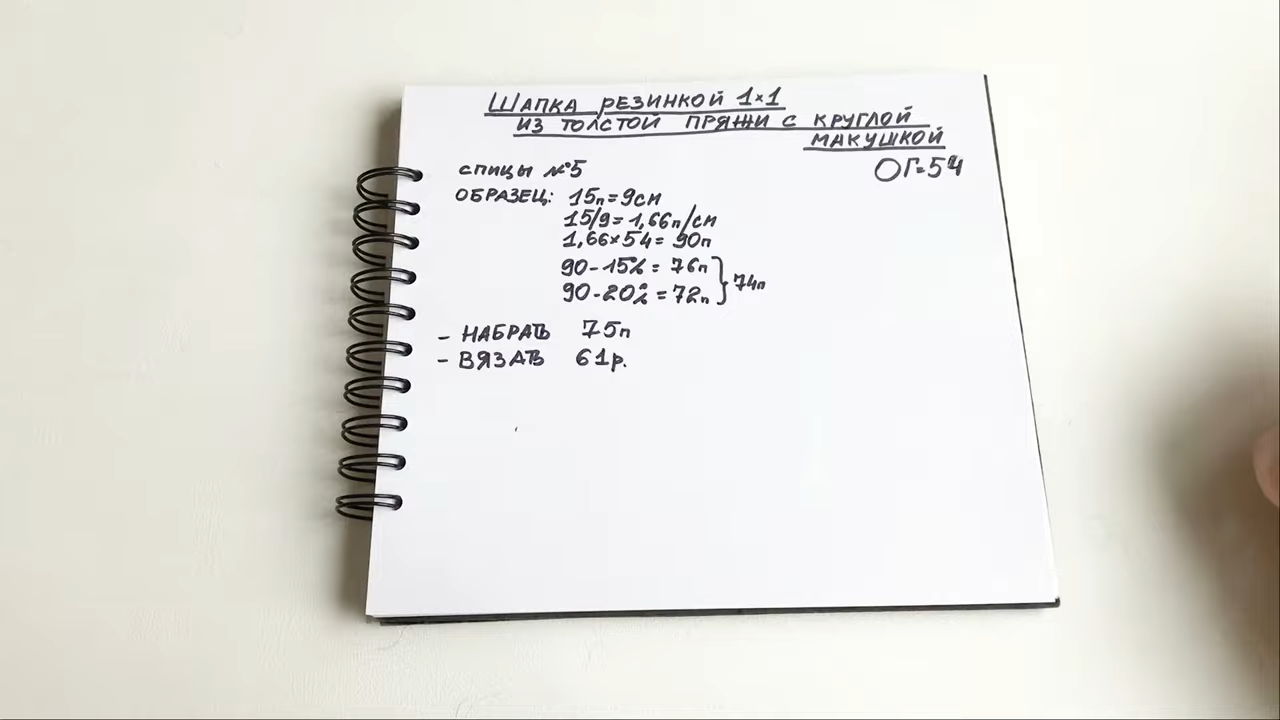 ШАПКА РЕЗИНКОЙ 1×1
ИЗ ТОЛСТОЙ ПРЯЖИ С КРУГЛОЙ
МАКУШКОЙ
ОГ=54
СПИЦЫ №5
ОБРАЗЕЦ: 15п=9см
15/9=1,66п/см
1,66×54=90п
90-15%=76п
90-20%=72п
74п
- НАБРАТЬ 75п
- ВЯЗАТЬ 61р.